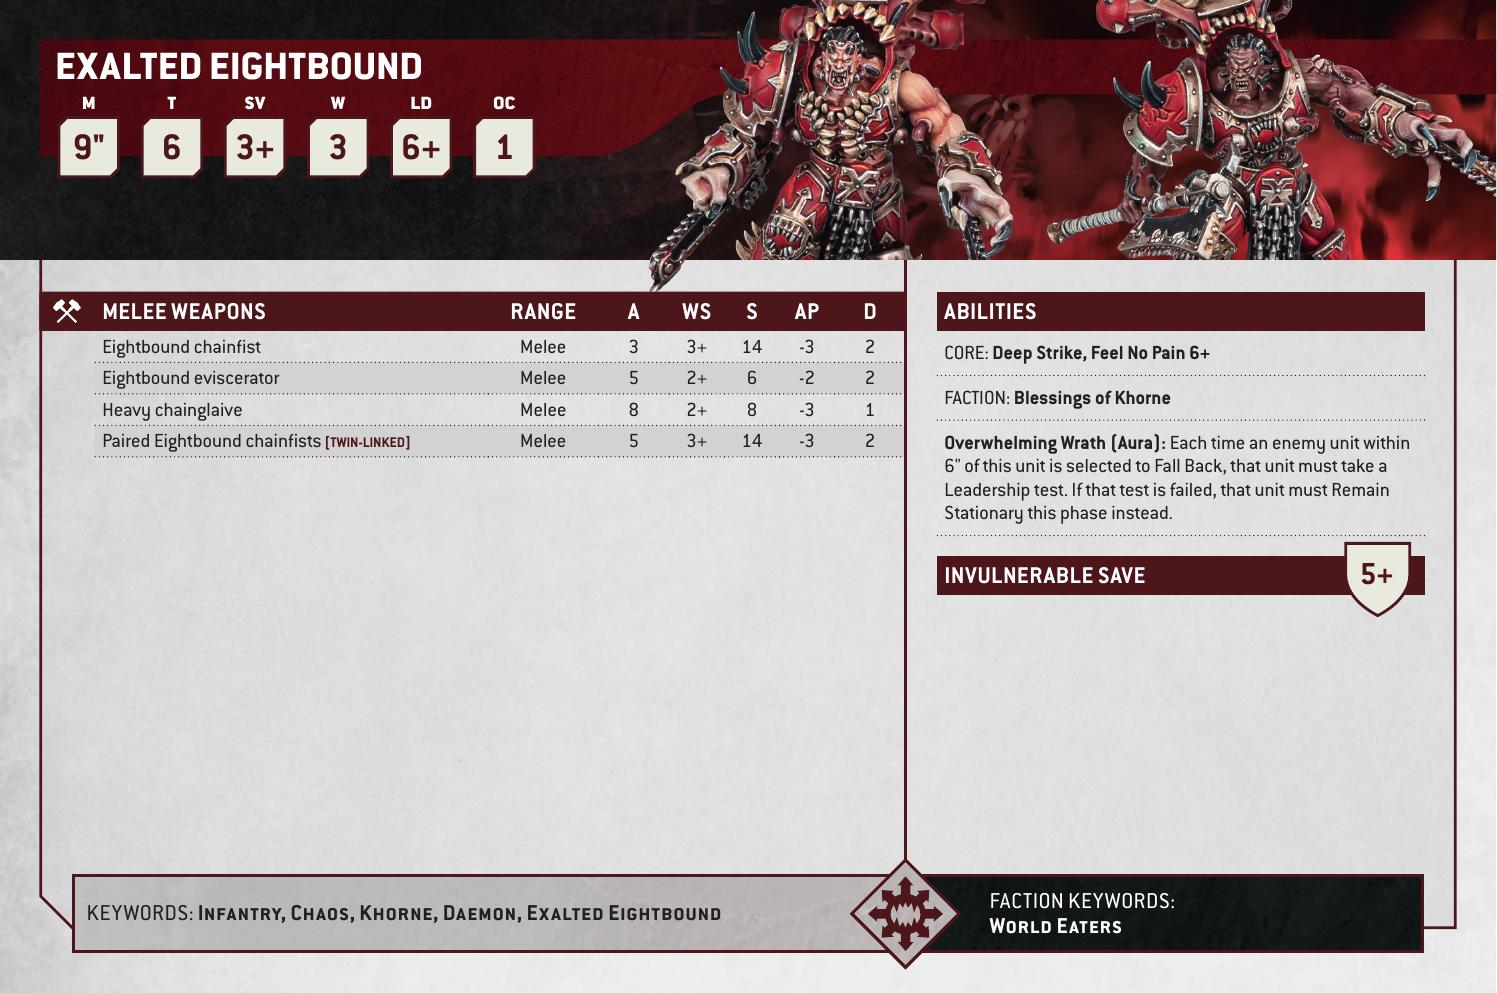 EXALTED EIGHTBOUND
M T SV W LD OC
9" 6 3+ 3 6+ 1
MELEE WEAPONS RANGE A WS S AP D
Eightbound chainfist Melee 3 3+ 14 -3 2
Eightbound eviscerator Melee 5 2+ 6 -2 2
Heavy chainglaive Melee 8 2+ 8 -3 1
Paired Eightbound chainfists [TWIN-LINKED] Melee 5 3+ 14 -3 2
ABILITIES
CORE: Deep Strike, Feel No Pain 6+
FACTION: Blessings of Khorne
Overwhelming Wrath (Aura): Each time an enemy unit within
6" of this unit is selected to Fall Back, that unit must take a
Leadership test. If that test is failed, that unit must Remain
Stationary this phase instead.
INVULNERABLE SAVE 5+
KEYWORDS: Infantry, Chaos, Khorne, Daemon, Exalted Eightbound
FACTION KEYWORDS:
World Eaters